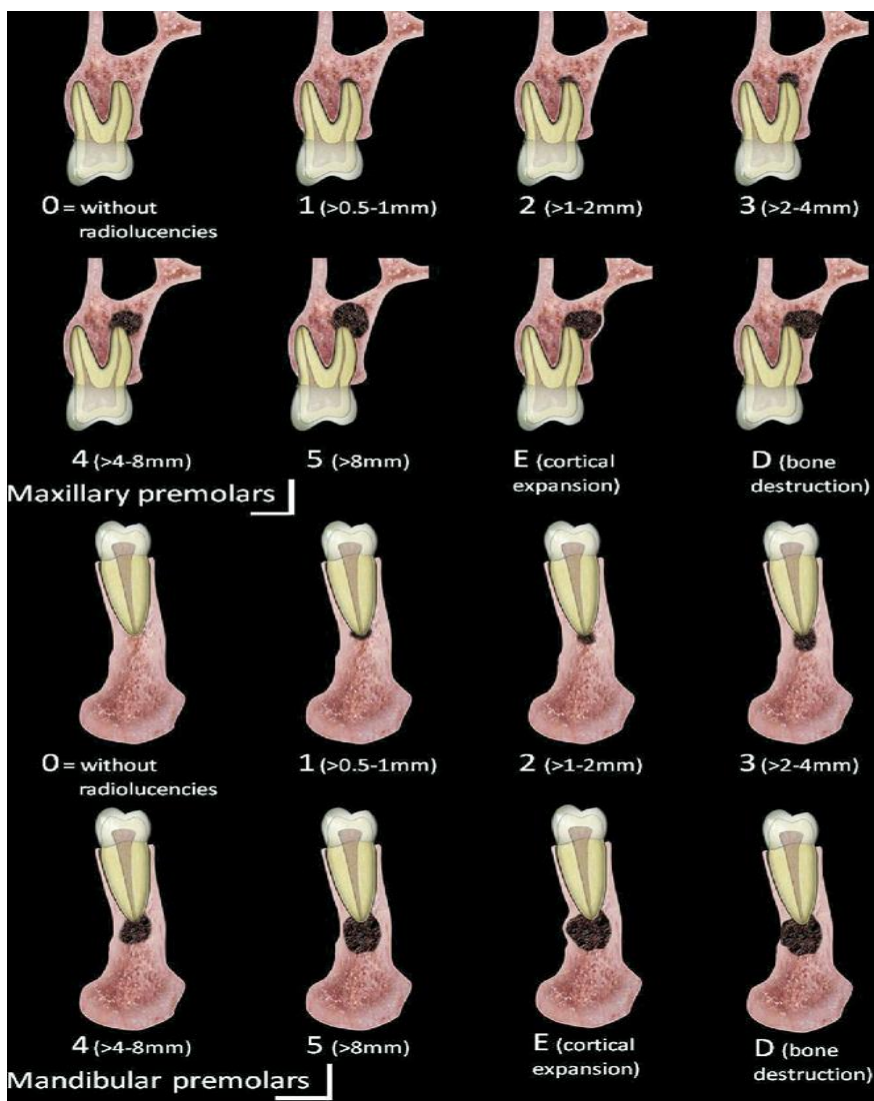 0 = without
radiolucencies
1 (>0.5-1mm)
2 (>1-2mm)
3 (>2-4mm)
4 (>4-8mm)
5 (>8mm)
E (cortical
expansion)
D (bone
destruction)
Maxillary premolars
0 = without
radiolucencies
1 (>0.5-1mm)
2 (>1-2mm)
3 (>2-4mm)
4 (>4-8mm)
5 (>8mm)
E (cortical
expansion)
D (bone
destruction)
Mandibular premolars